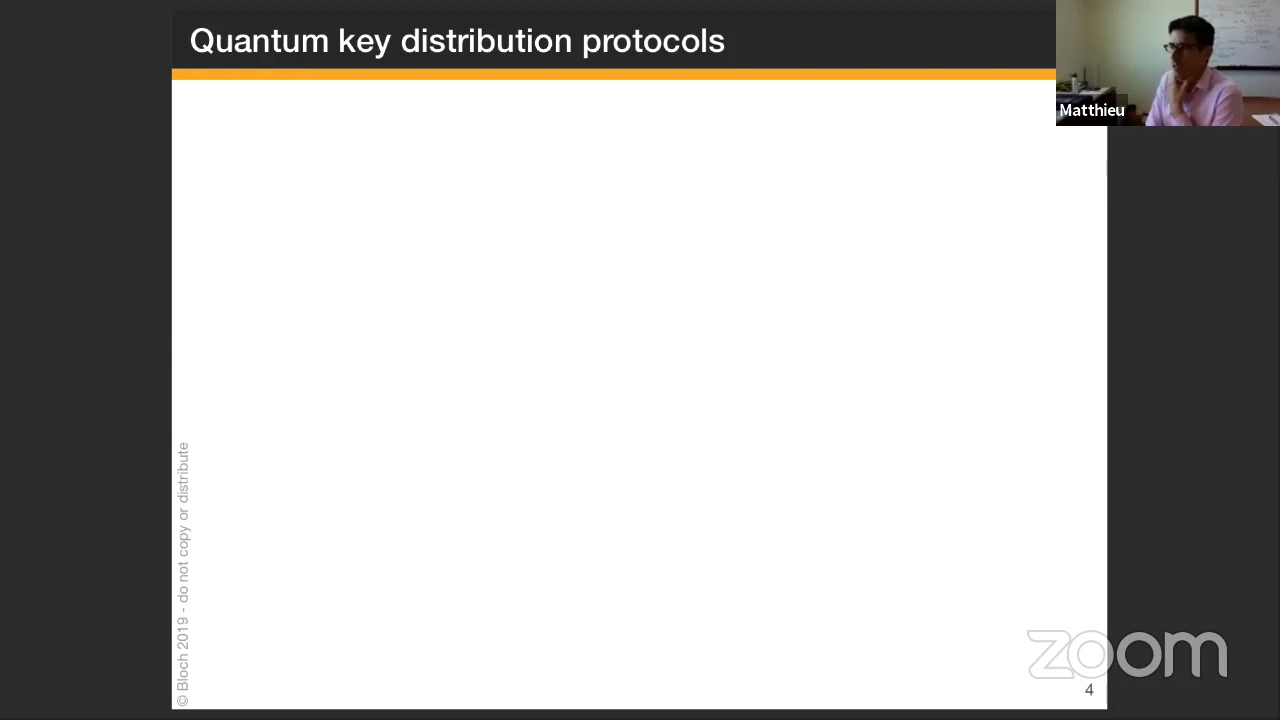 Quantum key distribution protocols
Matthieu
© Bloch 2019 - do not copy or distribute
zoom
4